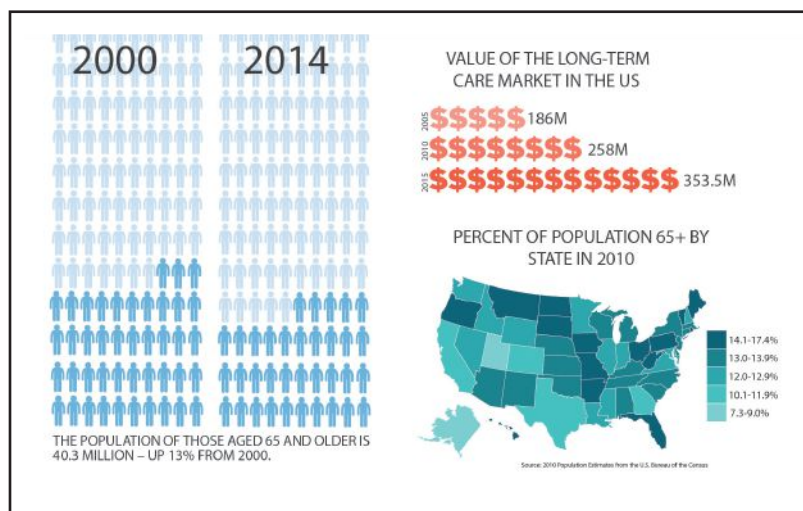 2000
2014
THE POPULATION OF THOSE AGED 65 AND OLDER IS
40.3 MILLION – UP 13% FROM 2000.
VALUE OF THE LONG-TERM
CARE MARKET IN THE US
2005 $$$$$ 186M
2010 $$$$$$$$ 258M
2015 $$$$$$$$$$$$$ 353.5M
PERCENT OF POPULATION 65+ BY
STATE IN 2010
14.1-17.4%
13.0-13.9%
12.0-12.9%
10.1-11.9%
7.3-9.0%
Source: 2010 Population Estimates from the U.S. Bureau of the Census